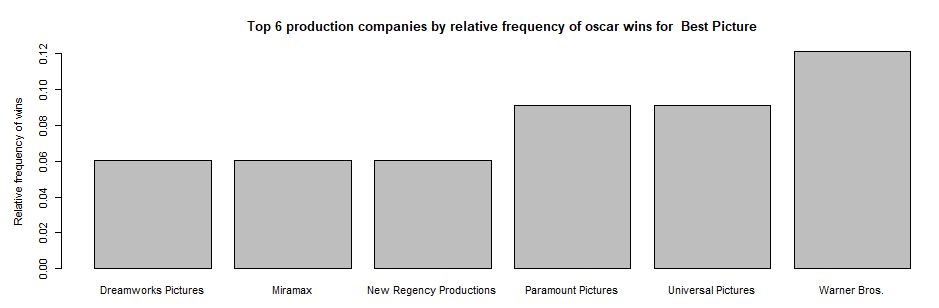 Top 6 production companies by relative frequency of oscar wins for  Best Picture
Relative frequency of wins
0.12
0.10
0.08
0.06
0.04
0.02
0.00
Dreamworks Pictures Miramax New Regency Productions Paramount Pictures Universal Pictures Warner Bros.